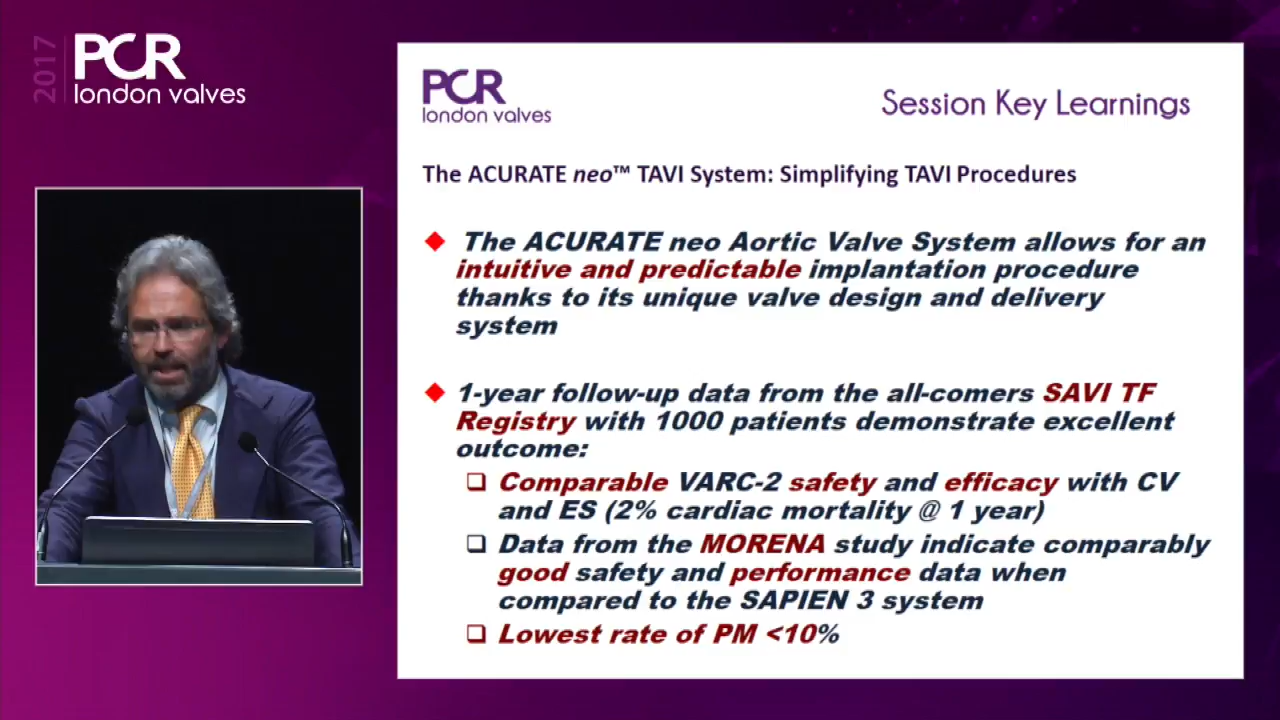 2017
PCR
london valves
PCR
london valves
Session Key Learnings
The ACURATE neo™ TAVI System: Simplifying TAVI Procedures
The ACURATE neo Aortic Valve System allows for an
intuitive and predictable implantation procedure
thanks to its unique valve design and delivery
system
1-year follow-up data from the all-comers SAVI TF
Registry with 1000 patients demonstrate excellent
outcome:
Comparable VARC-2 safety and efficacy with CV
and ES (2% cardiac mortality @ 1 year)
Data from the MORENA study indicate comparably
good safety and performance data when
compared to the SAPIEN 3 system
Lowest rate of PM <10%